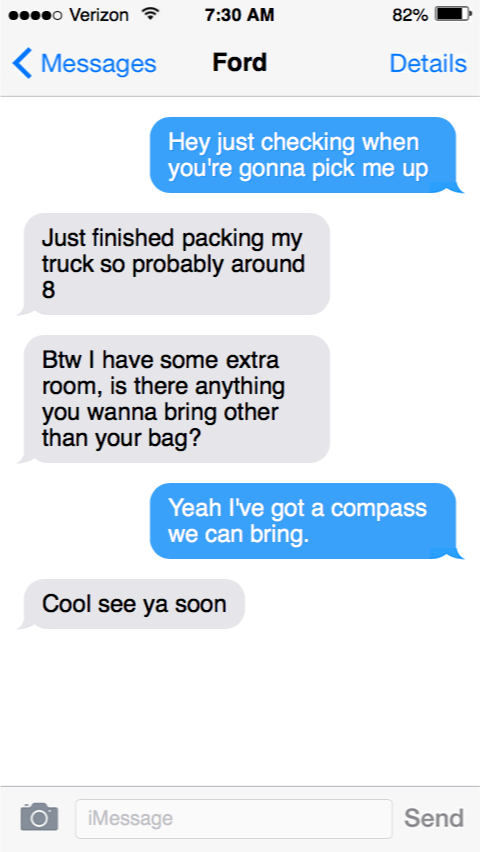 Verizon 7:30 AM 82%
Messages Ford Details
Hey just checking when
you're gonna pick me up
Just finished packing my
truck so probably around
8
Btw I have some extra
room, is there anything
you wanna bring other
than your bag?
Yeah I've got a compass
we can bring.
Cool see ya soon
iMessage Send